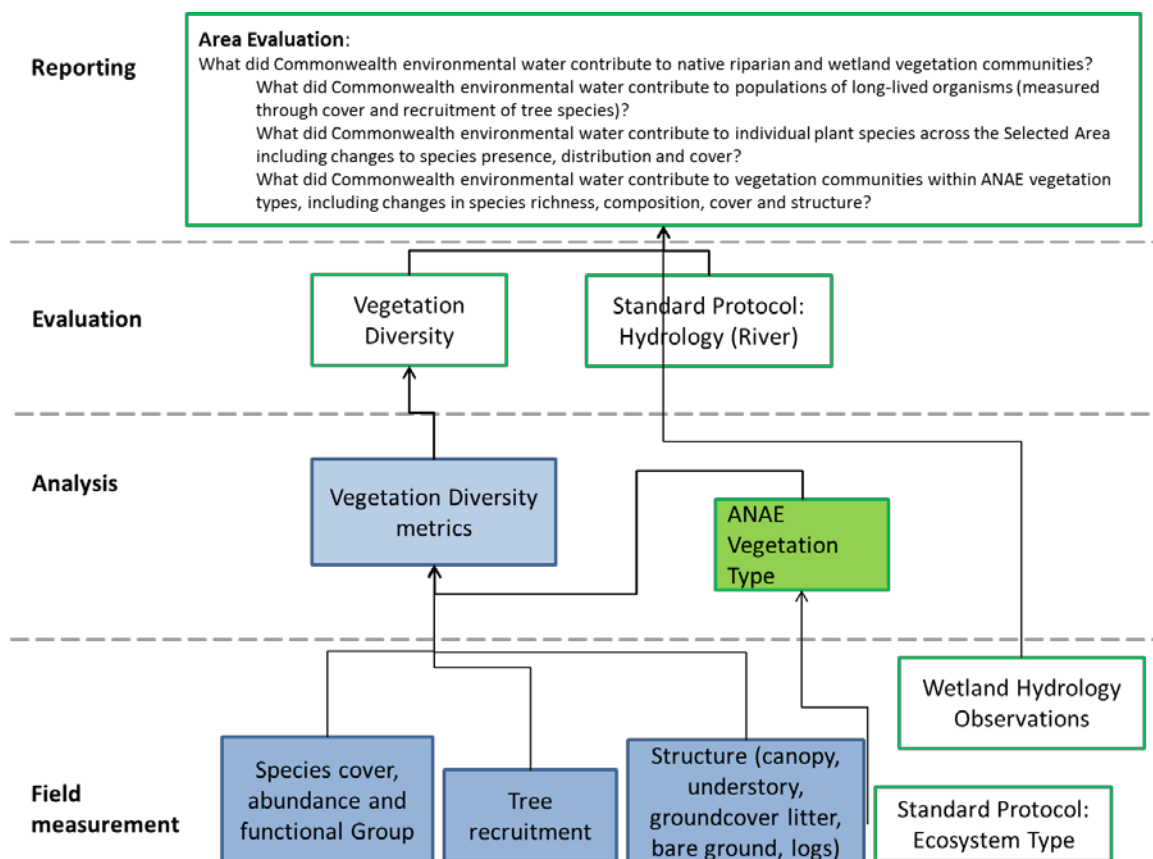 Reporting
Area Evaluation:
What did Commonwealth environmental water contribute to native riparian and wetland vegetation communities?
What did Commonwealth environmental water contribute to populations of long-lived organisms (measured
through cover and recruitment of tree species)?
What did Commonwealth environmental water contribute to individual plant species across the Selected Area
including changes to species presence, distribution and cover?
What did Commonwealth environmental water contribute to vegetation communities within ANAE vegetation
types, including changes in species richness, composition, cover and structure?
Evaluation
Vegetation
Diversity
Standard Protocol:
Hydrology (River)
Analysis
Vegetation Diversity
metrics
ANAE
Vegetation
Type
Wetland Hydrology
Observations
Field
measurement
Species cover,
abundance and
functional Group
Tree
recruitment
Structure (canopy,
understory,
groundcover litter,
bare ground, logs)
Standard Protocol:
Ecosystem Type